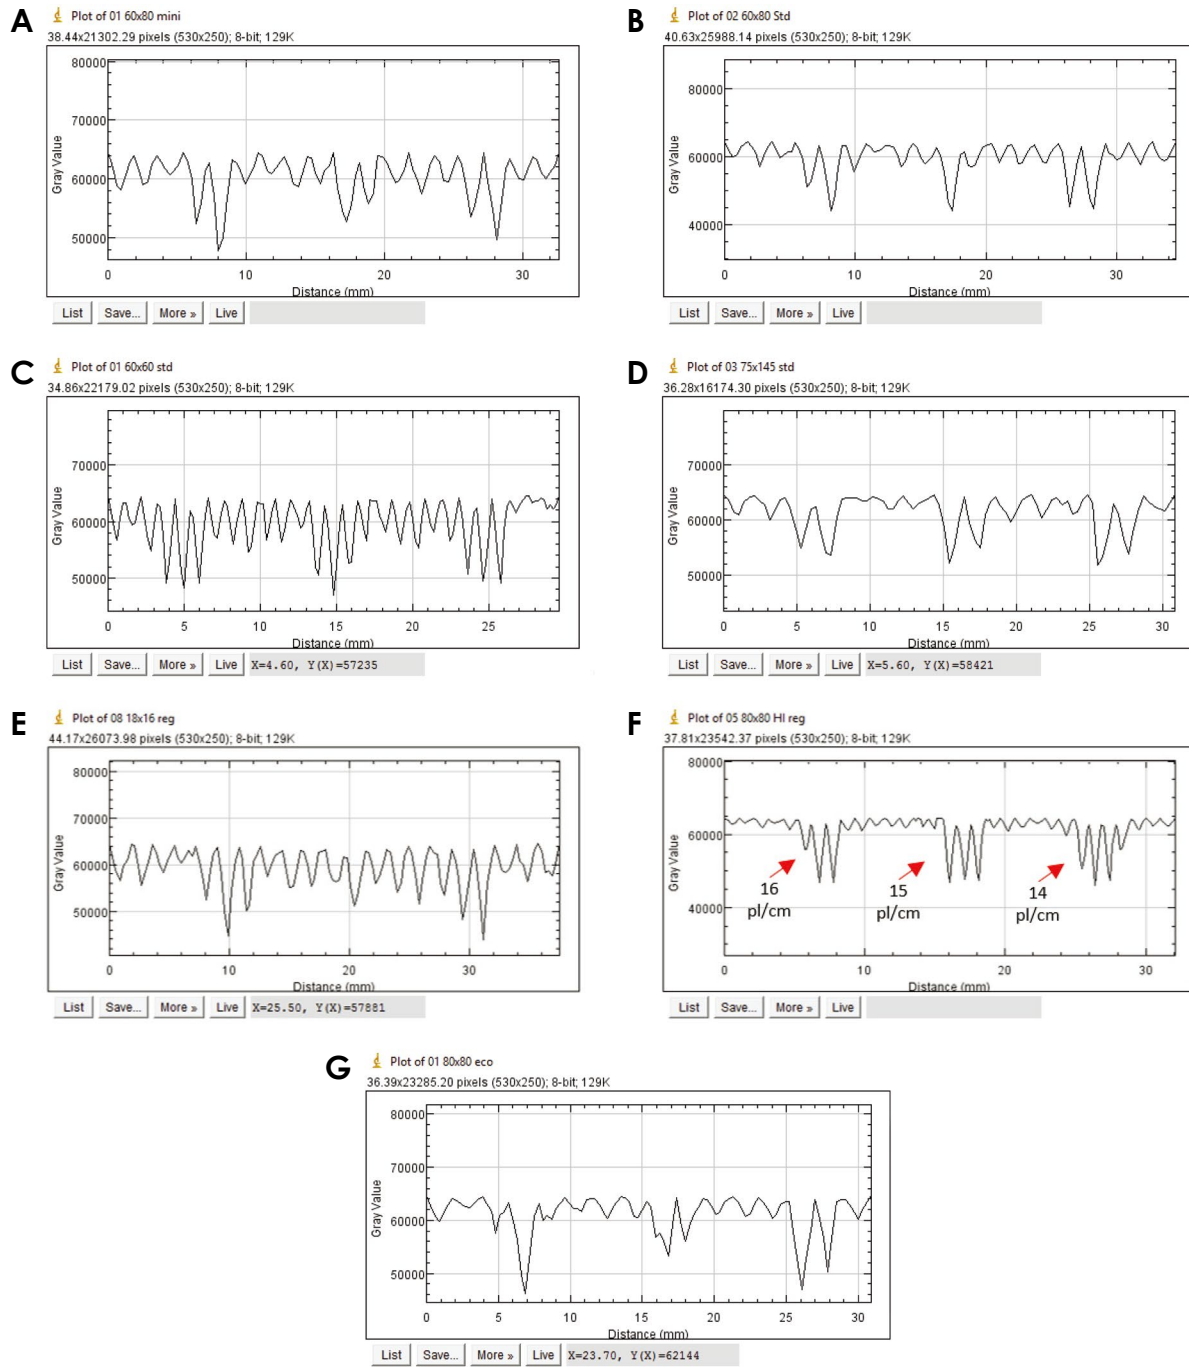 A
Plot of 01 60x80 mini
38.44x21302.29 pixels (530x250); 8-bit; 129K
80000
70000
60000
50000
Gray Value
0 10 20 30
Distance (mm)
List Save... More » Live
B
Plot of 02 60x80 Std
40.63x25988.14 pixels (530x250); 8-bit; 129K
80000
60000
40000
Gray Value
0 10 20 30
Distance (mm)
List Save... More » Live
C
Plot of 01 60x60 std
34.86x22179.02 pixels (530x250); 8-bit; 129K
70000
60000
50000
Gray Value
0 5 10 15 20 25
Distance (mm)
List Save... More » Live X=4.60, Y(X)=57235
D
Plot of 03 75x145 std
36.28x16174.30 pixels (530x250); 8-bit; 129K
70000
60000
50000
Gray Value
0 5 10 15 20 25 30
Distance (mm)
List Save... More » Live X=5.60, Y(X)=58421
E
Plot of 08 18x16 reg
44.17x26073.98 pixels (530x250); 8-bit; 129K
80000
70000
60000
50000
Gray Value
0 10 20 30
Distance (mm)
List Save... More » Live X=25.50, Y(X)=57881
F
Plot of 05 80x80 HI reg
37.81x23542.37 pixels (530x250); 8-bit; 129K
80000
60000
40000
Gray Value
16
pl/cm
15
pl/cm
14
pl/cm
0 10 20 30
Distance (mm)
List Save... More » Live
G
Plot of 01 80x80 eco
36.39x23285.20 pixels (530x250); 8-bit; 129K
80000
70000
60000
50000
Gray Value
0 5 10 15 20 25 30
Distance (mm)
List Save... More » Live X=23.70, Y(X)=62144